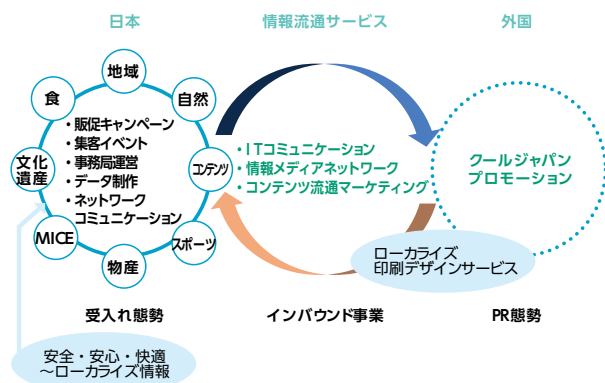 日本
情報流通サービス
外国
地域
食
自然
文化
遺産
コンテンツ
MICE
スポーツ
物産
・販促キャンペーン
・集客イベント
・事務局運営
・データ制作
・ネットワーク
コミュニケーション
・ITコミュニケーション
・情報メディアネットワーク
・コンテンツ流通マーケティング
クールジャパン
プロモーション
ローカライズ
印刷デザインサービス
受入れ態勢
インバウンド事業
PR態勢
安全・安心・快適
～ローカライズ情報